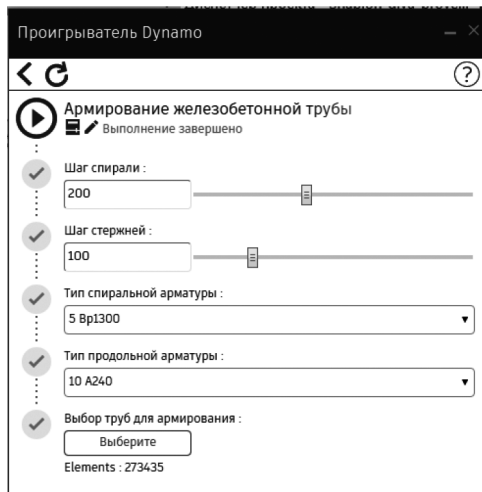 Проигрыватель Dynamo
Армирование железобетонной трубы
Выполнение завершено
Шаг спирали :
200
Шаг стержней :
100
Тип спиральной арматуры :
5 Вр1300
Тип продольной арматуры :
10 А240
Выбор труб для армирования :
Выберите
Elements : 273435